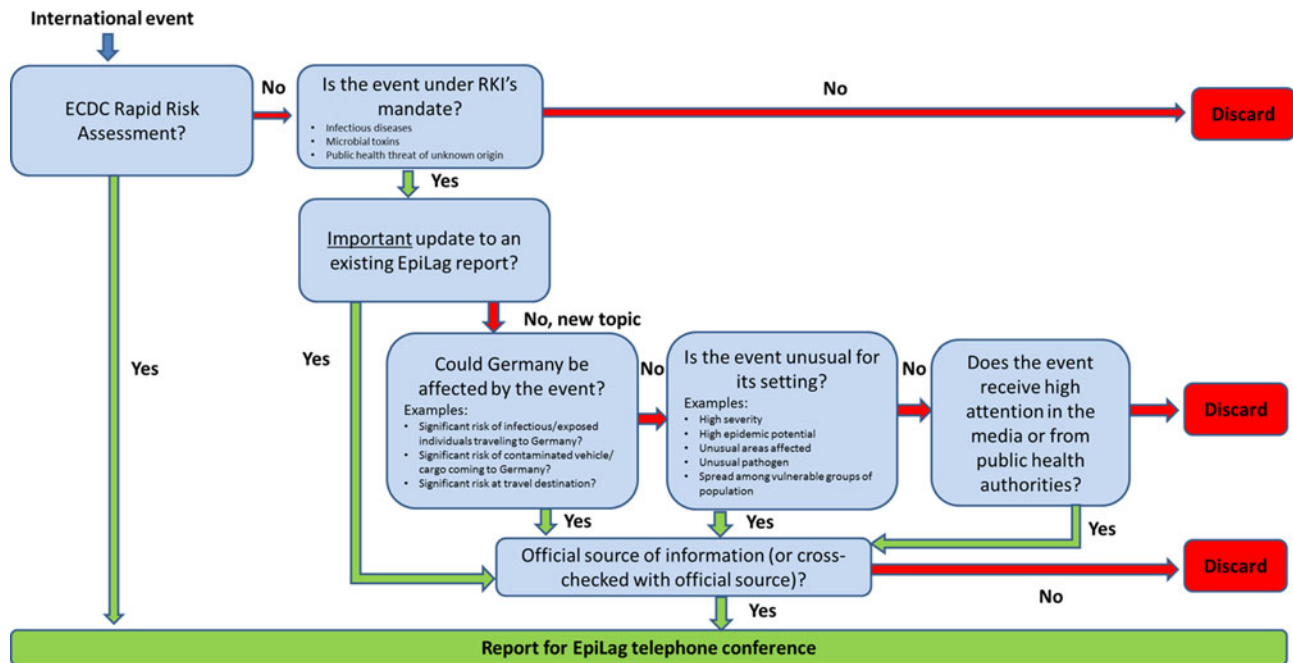 International event
ECDC Rapid Risk
Assessment?
No
Is the event under RKI's
mandate?
• Infectious diseases
• Microbial toxins
• Public health threat of unknown origin
No
Discard
Yes
Important update to an
existing EpiLag report?
No, new topic
Yes
Yes
Could Germany be
affected by the event?
Examples:
• Significant risk of infectious/exposed
individuals traveling to Germany?
• Significant risk of contaminated vehicle/
cargo coming to Germany?
• Significant risk at travel destination?
No
Is the event unusual for
its setting?
Examples:
• High severity
• High epidemic potential
• Unusual areas affected
• Unusual pathogen
• Spread among vulnerable groups of
population
No
Does the event
receive high
attention in the
media or from
public health
authorities?
Discard
Yes
Yes
Yes
Official source of information (or cross-
checked with official source)?
No
Discard
Yes
Report for EpiLag telephone conference